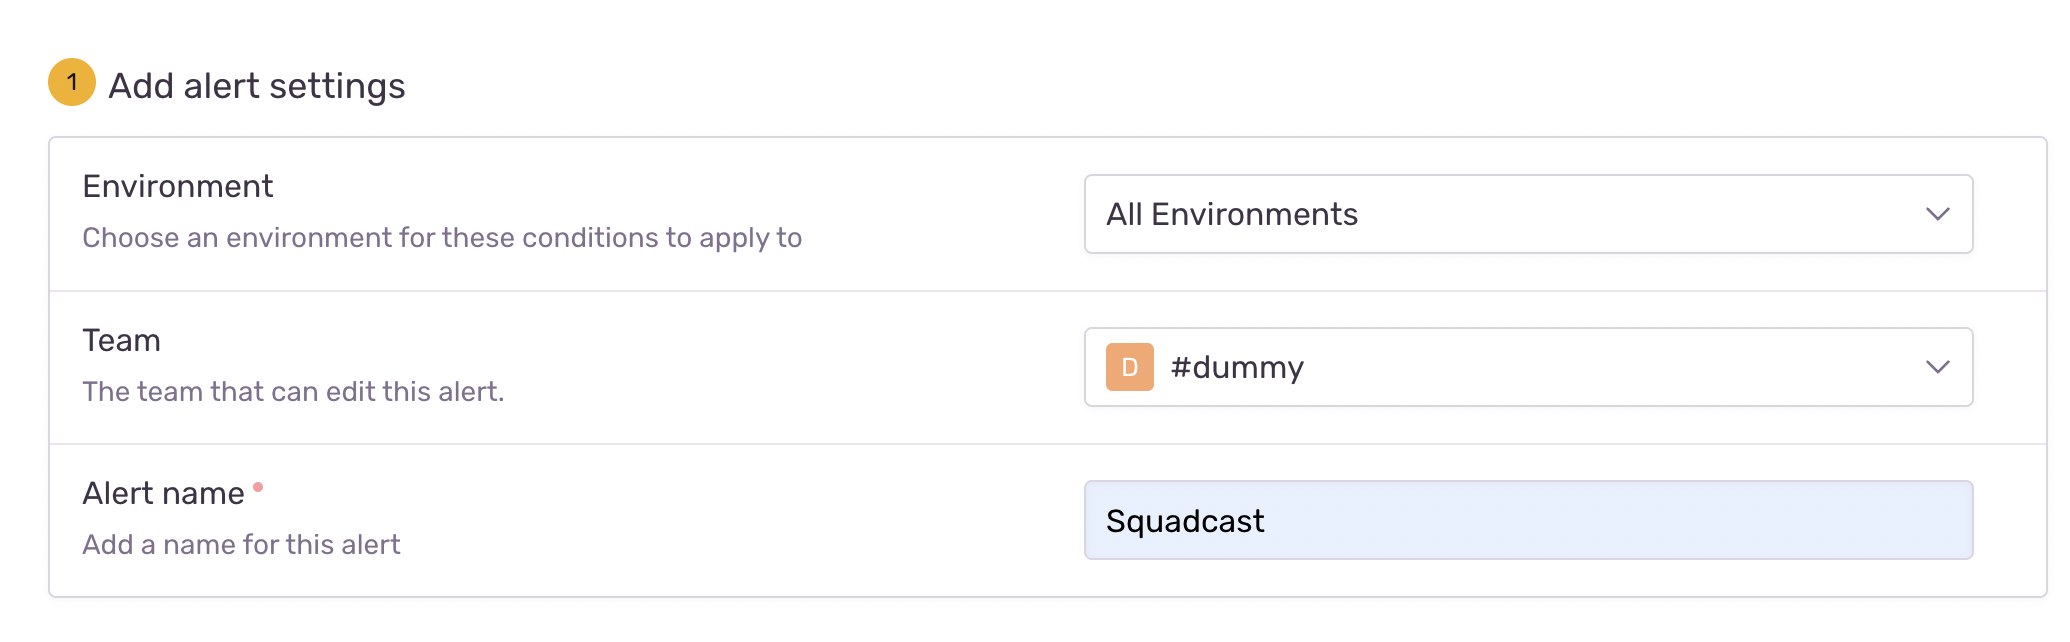 1 Add alert settings
Environment
Choose an environment for these conditions to apply to
All Environments
Team
The team that can edit this alert.
D #dummy
Alert name
Add a name for this alert
Squadcast